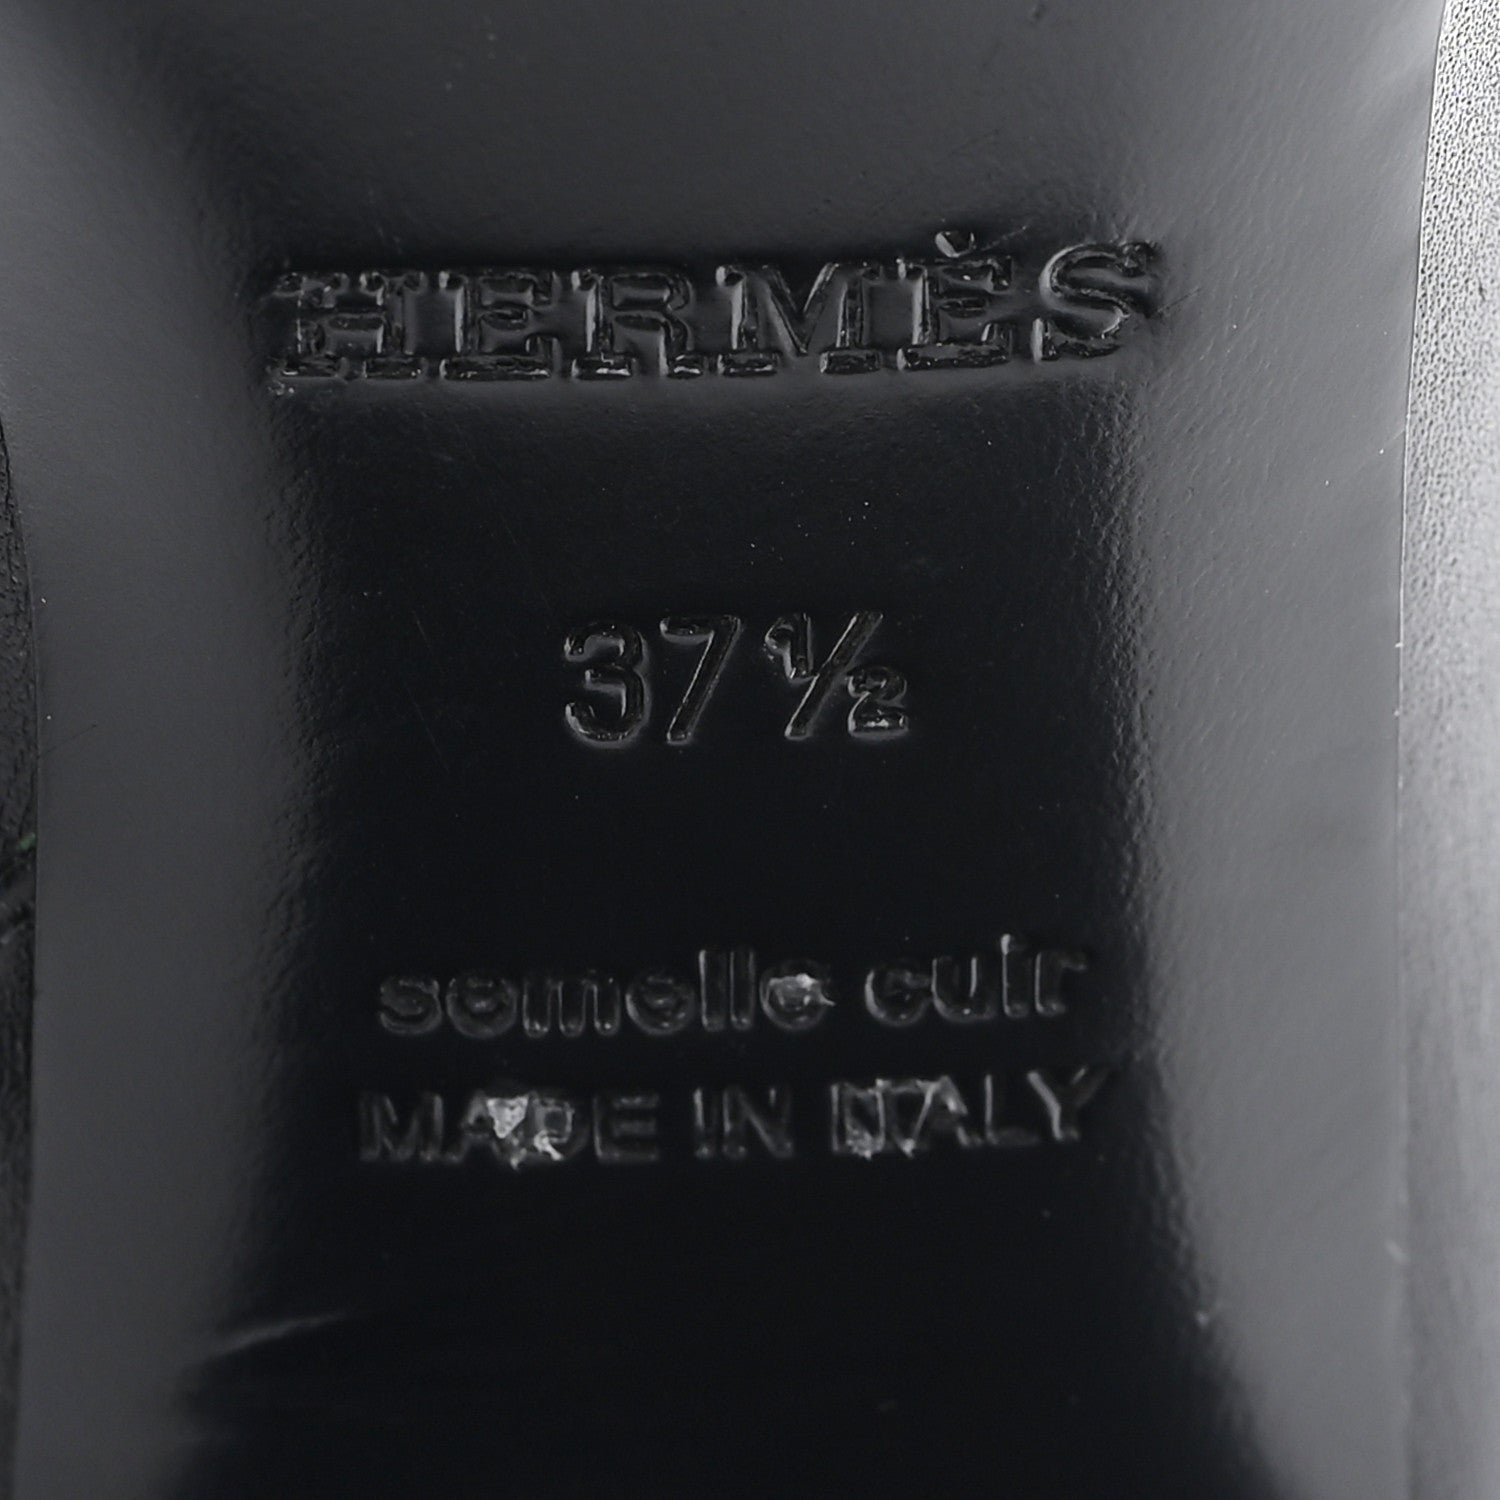 HERMÈS
37½
semelle cuir
MADE IN ITALY